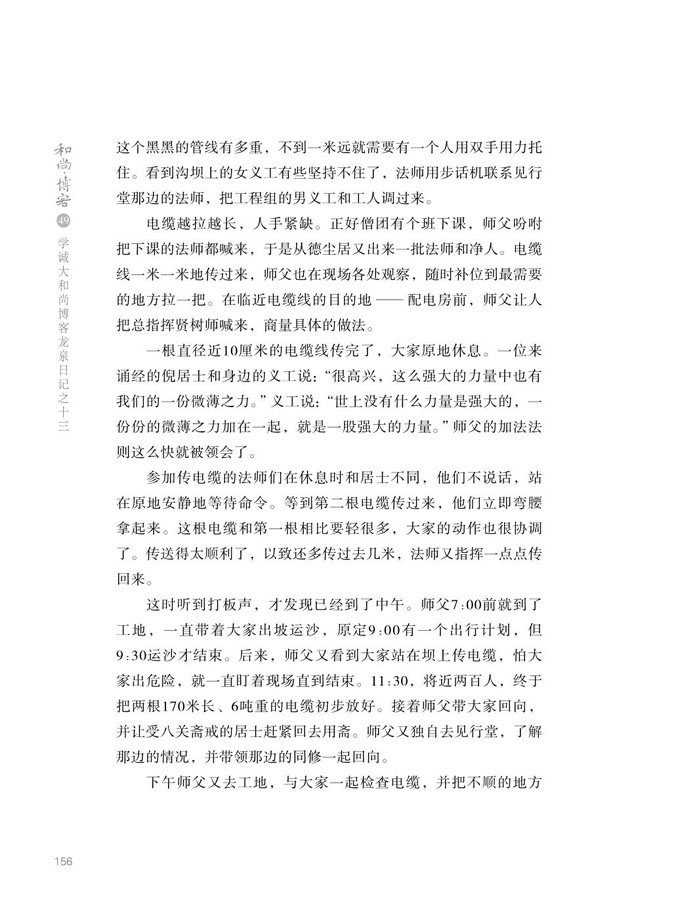 这个黑黑的管线有多重，不到一米远就需要有一个人用双手用力托
住。看到沟坝上的女义工有些坚持不住了，法师用步话机联系见行
堂那边的法师，把工程组的男义工和工人调过来。
电缆越拉越长，人手紧缺。正好僧团有个班下课，师父吩咐
把下课的法师都喊来，于是从德尘居又出来一批法师和净人。电缆
线一米一米地传过来，师父也在现场各处观察，随时补位到最需要
的地方拉一把。在临近电缆线的目的地 —— 配电房前，师父让人
把总指挥贤树师喊来，商量具体的做法。
一根直径近10厘米的电缆线传完了，大家原地休息。一位来
诵经的倪居士和身边的义工说：“很高兴，这么强大的力量中也有
我们的一份微薄之力。”义工说：“世上没有什么力量是强大的，一
份份的微薄之力加在一起，就是一股强大的力量。”师父的加法法
则这么快就被领会了。
参加传电缆的法师们在休息时和居士不同，他们不说话，站
在原地安静地等待命令。等到第二根电缆传过来，他们立即弯腰
拿起来。这根电缆和第一根相比要轻很多，大家的动作也很协调
了。传送得太顺利了，以致还多传过去几米，法师又指挥一点点传
回来。
这时听到打板声，才发现已经到了中午。师父7:00前就到了
工地，一直带着大家出坡运沙，原定9:00有一个出行计划，但
9:30运沙才结束。后来，师父又看到大家站在坝上传电缆，怕大
家出危险，就一直盯着现场直到结束。11:30，将近两百人，终于
把两根170米长、6吨重的电缆初步放好。接着师父带大家回向，
并让受八关斋戒的居士赶紧回去用斋。师父又独自去见行堂，了解
那边的情况，并带领那边的同修一起回向。
下午师父又去工地，与大家一起检查电缆，并把不顺的地方
和尚·博客
49
学诚大和尚博客龙泉日记之十三
156